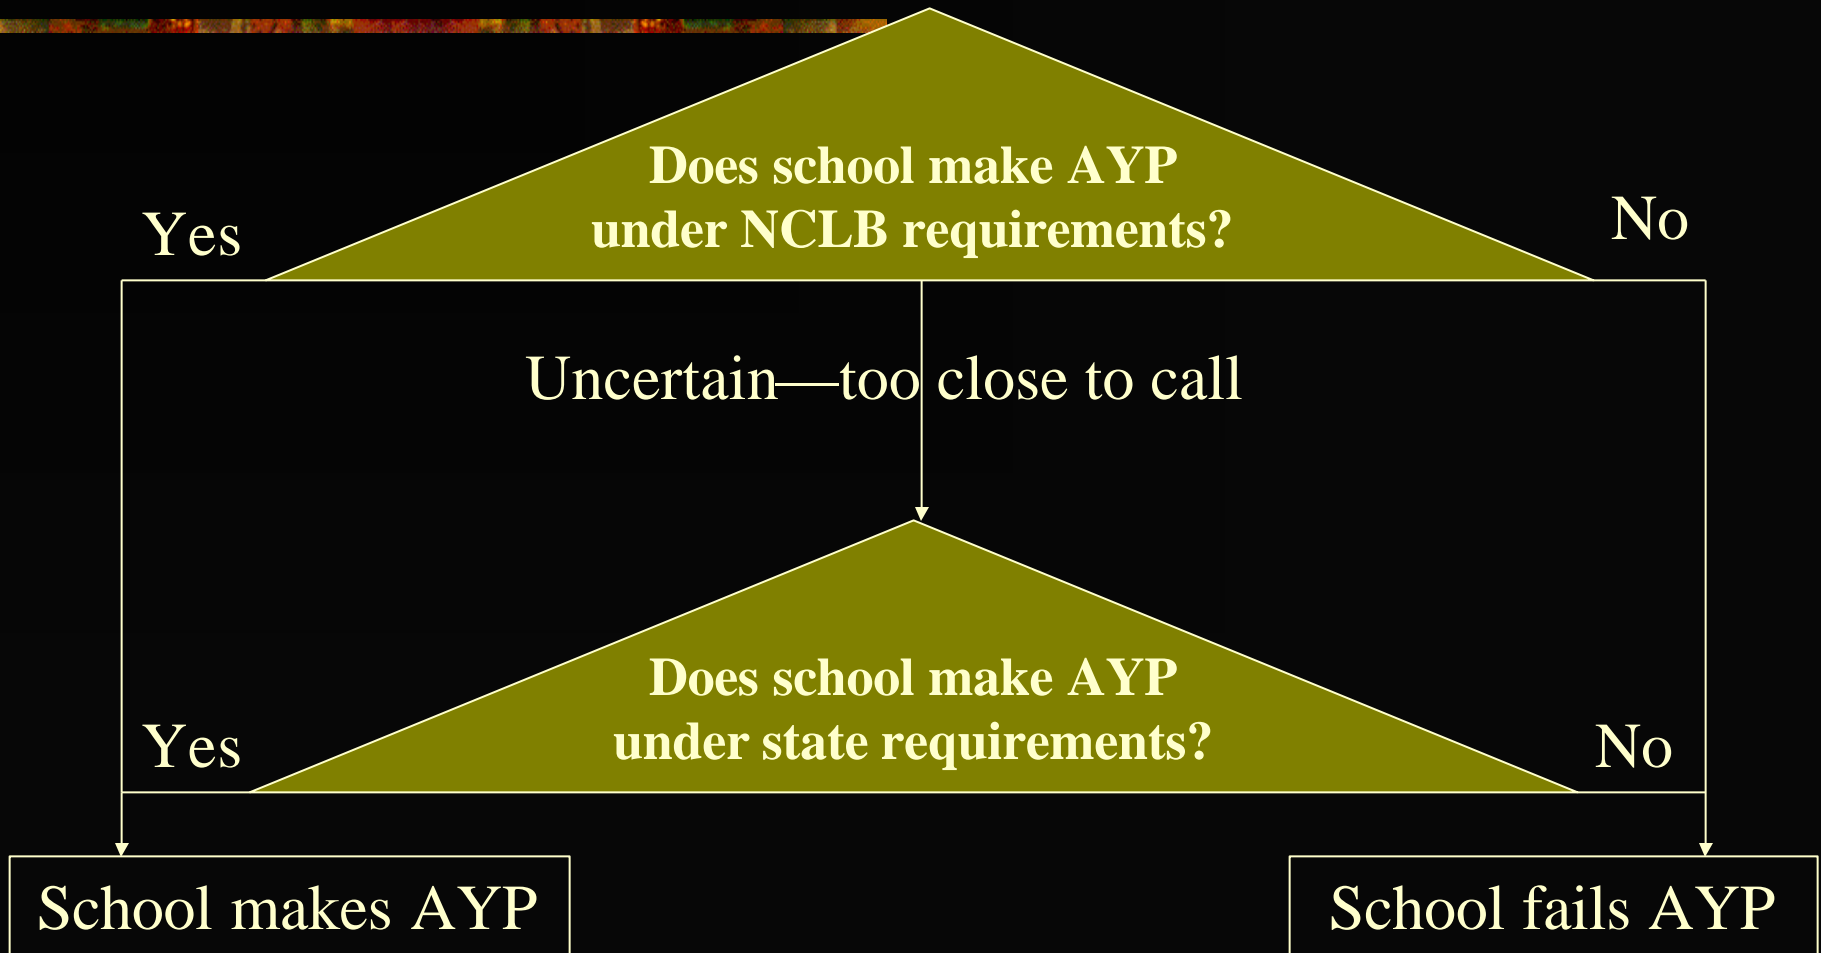 Does school make AYP
under NCLB requirements?
Yes
No
Uncertain—too close to call
Does school make AYP
under state requirements?
Yes
No
School makes AYP
School fails AYP